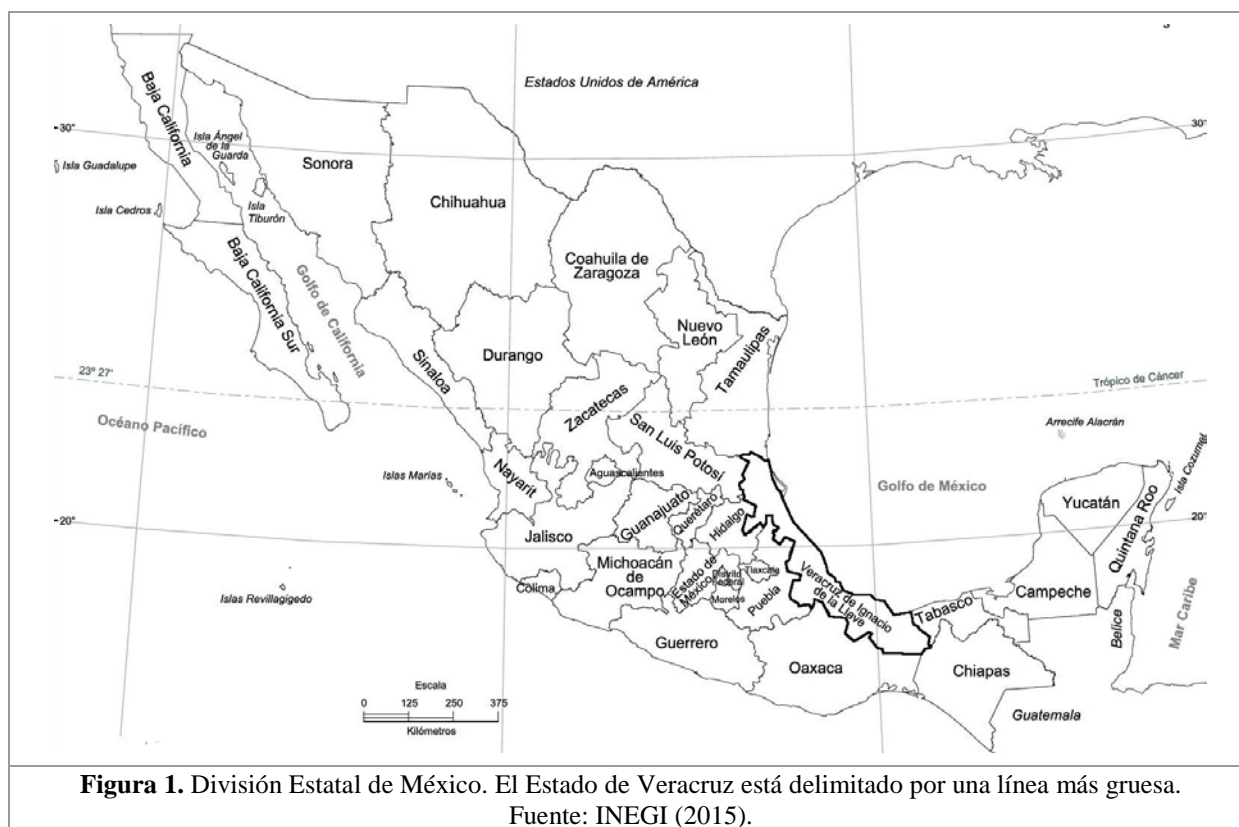 Estados Unidos de América
30°
30°
Baja California
Isla Ángel
de la
Guarda
Isla Guadalupe
Sonora
Isla Cedros
Isla
Tiburón
Chihuahua
Coahuila de
Zaragoza
Baja California Sur
Golfo de California
Nuevo
León
Tamaulipas
Sinaloa
Durango
23° 27'
Trópico de Cáncer
Zacatecas
Océano Pacífico
San Luis Potosí
Arrecife Alacrán
Isla Cozumel
Islas Marías
Nayarit
Aguascalientes
Golfo de México
Yucatán
Quintana Roo
20°
20°
Jalisco
Guanajuato
Querétaro
Hidalgo
Michoacán
de
Ocampo
Colima
Estado de
México
Distrito
Federal
Tlaxcala
Morelos
Puebla
Veracruz de Ignacio
de la Llave
Tabasco
Campeche
Islas Revillagigedo
Belice
Mar Caribe
Guerrero
Oaxaca
Chiapas
Guatemala
Escala
0 125 250 375
Kilómetros
Figura 1. División Estatal de México. El Estado de Veracruz está delimitado por una línea más gruesa.
Fuente: INEGI (2015).